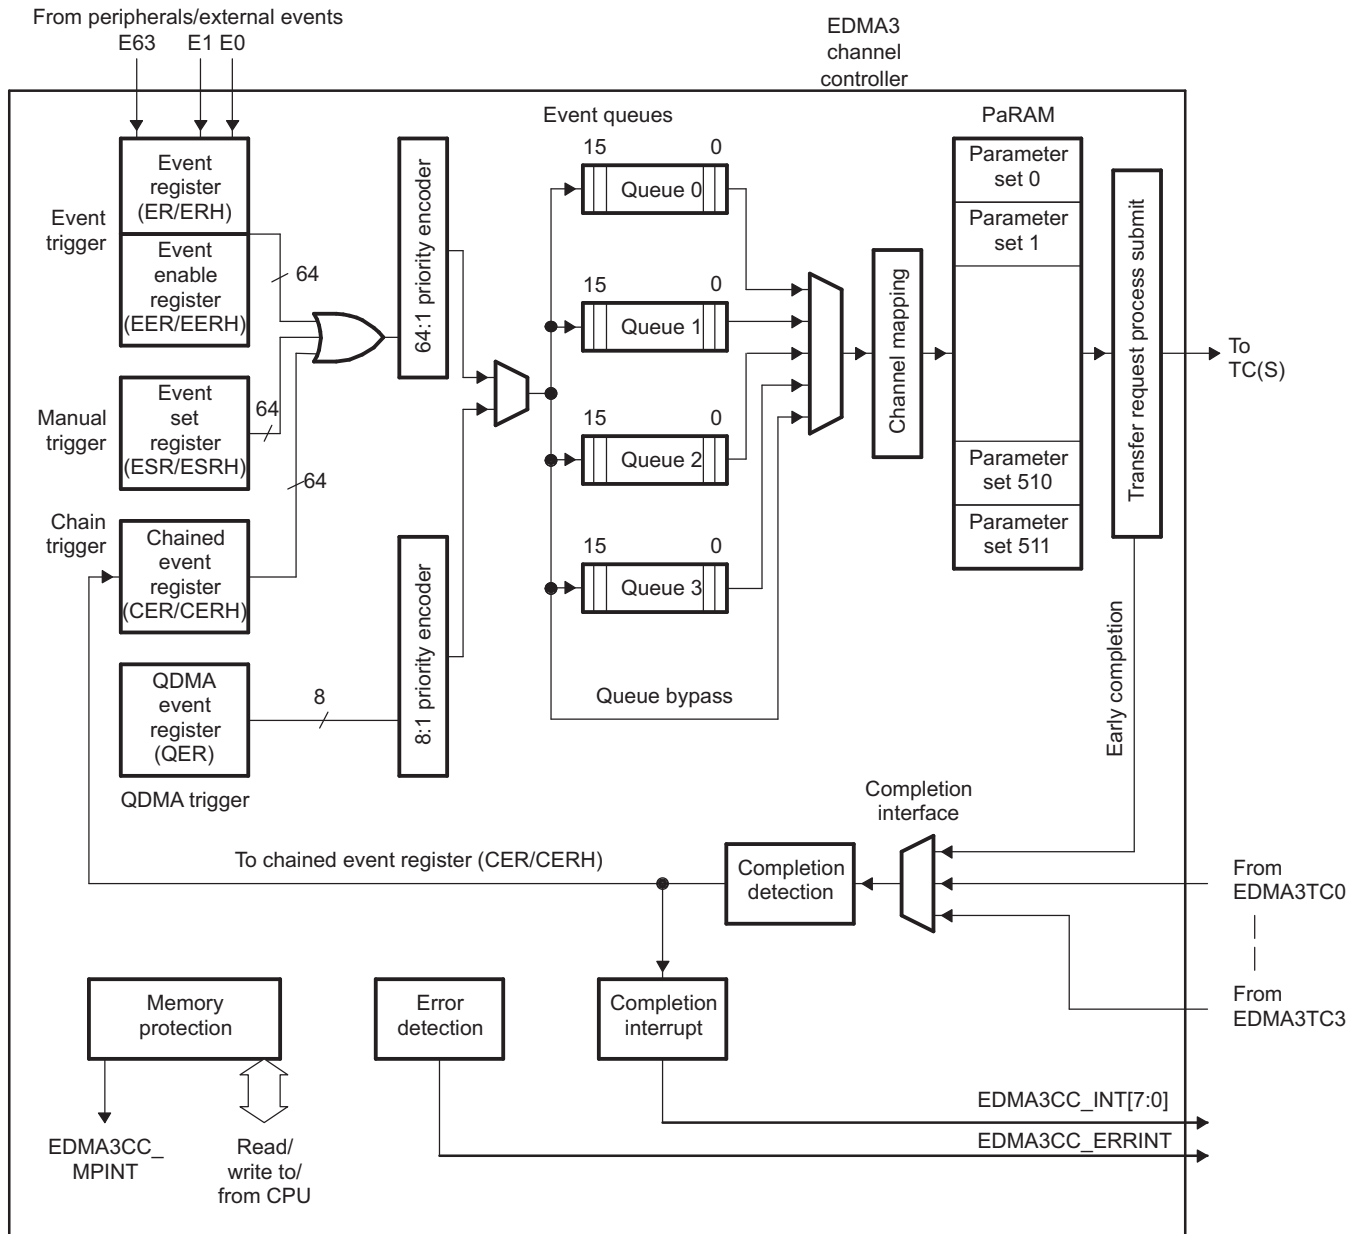 From peripherals/external events
E63 E1 E0
EDMA3
channel
controller
Event
register
(ER/ERH)
Event
trigger
Event
enable
register
(EER/EERH)
64
Manual
trigger
Event
set
register
(ESR/ESRH)
64
Chain
trigger
Chained
event
register
(CER/CERH)
64
QDMA
event
register
(QER)
8
QDMA trigger
64:1 priority encoder
8:1 priority encoder
Event queues
15 0
Queue 0
15 0
Queue 1
15 0
Queue 2
15 0
Queue 3
Queue bypass
Channel mapping
PaRAM
Parameter
set 0
Parameter
set 1
Parameter
set 510
Parameter
set 511
Transfer request process submit
To
TC(S)
Early completion
Completion
interface
To chained event register (CER/CERH)
Completion
detection
From
EDMA3TC0
From
EDMA3TC3
Memory
protection
Error
detection
Completion
interrupt
EDMA3CC_INT[7:0]
EDMA3CC_ERRINT
EDMA3CC_
MPINT
Read/
write to/
from CPU